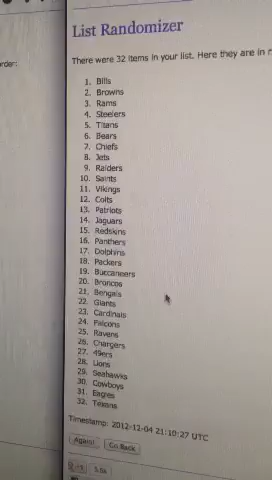 List Randomizer
order:
There were 32 items in your list. Here they are in
1. Bills
2. Browns
3. Rams
4. Steelers
5. Titans
6. Bears
7. Chiefs
8. Jets
9. Raiders
10. Saints
11. Vikings
12. Colts
13. Patriots
14. Jaguars
15. Redskins
16. Panthers
17. Dolphins
18. Packers
19. Buccaneers
20. Broncos
21. Bengals
22. Giants
23. Cardinals
24. Falcons
25. Ravens
26. Chargers
27. 49ers
28. Lions
29. Seahawks
30. Cowboys
31. Eagles
32. Texans
Timestamp: 2012-12-04 21:10:27 UTC
Again! Go Back